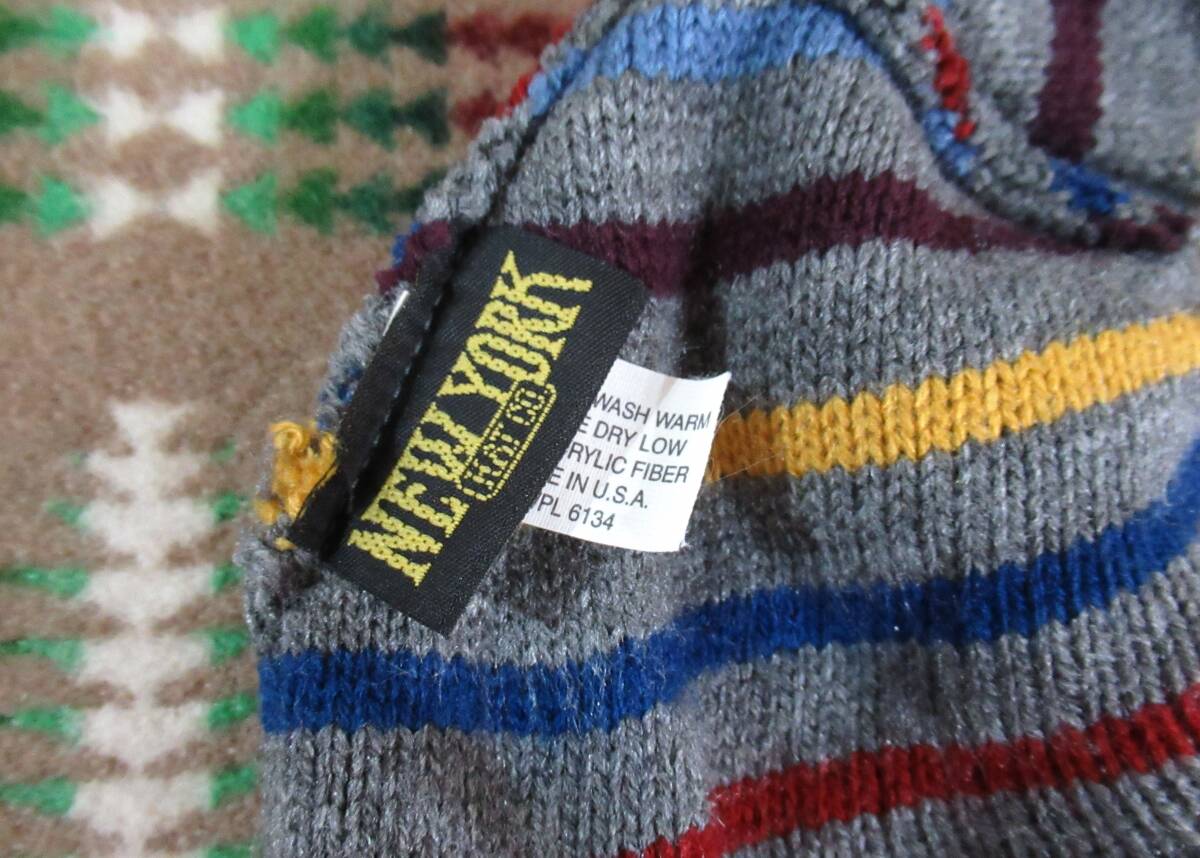 NEW YORK
HAT CO
WASH WARM
DRY LOW
FIBER
IN U.S.A.
6134